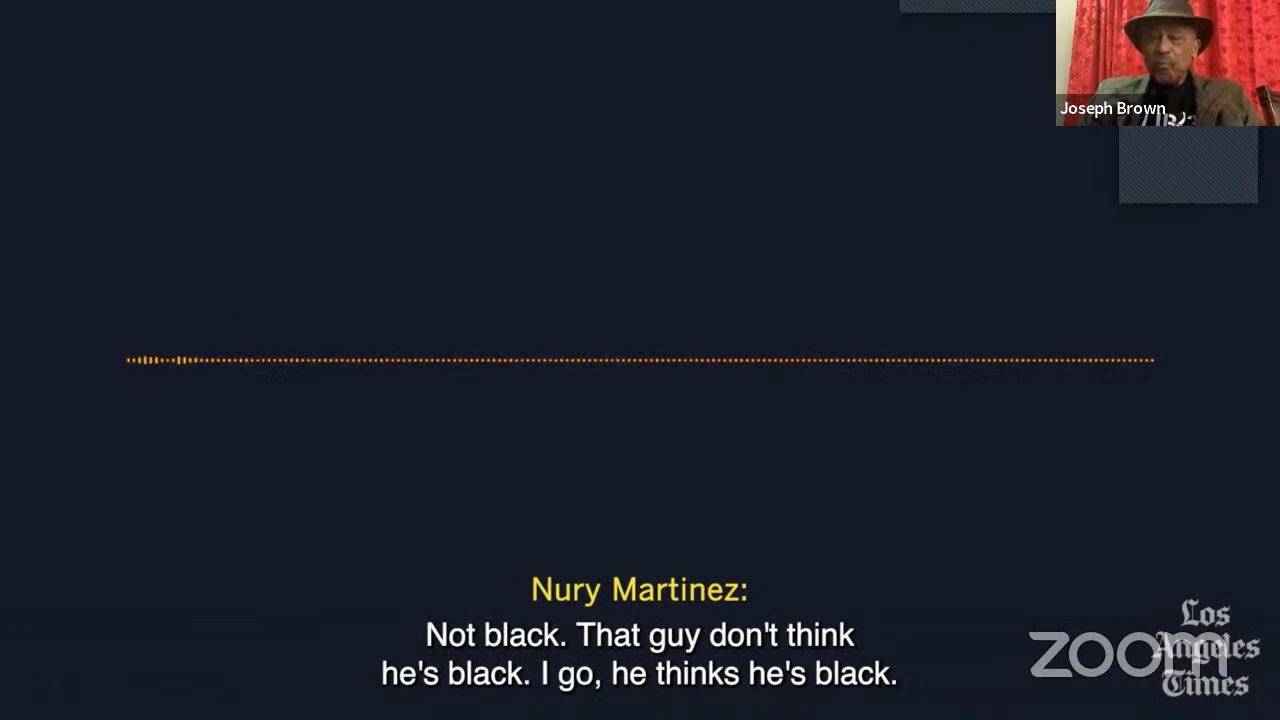 Joseph Brown
Nury Martinez:
Not black. That guy don't think
he's black. I go, he thinks he's black.
zoom
Los
Angeles
Times